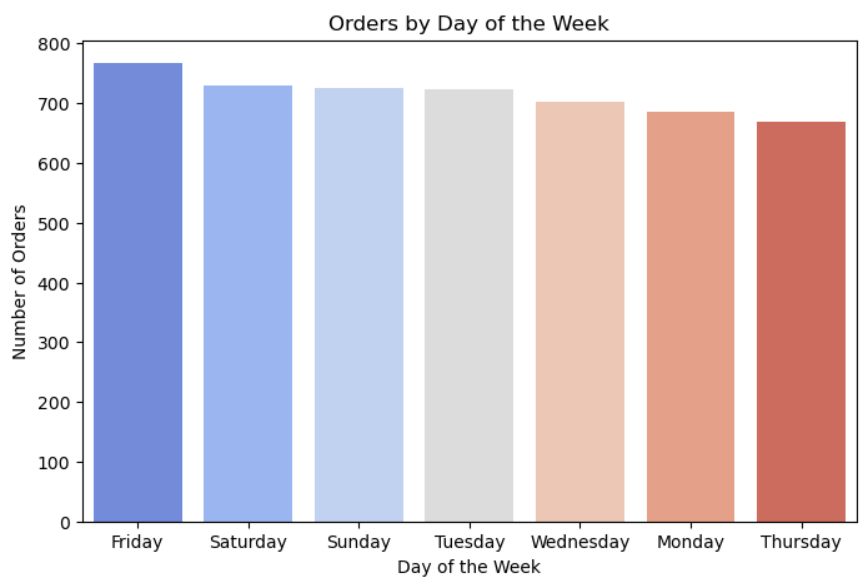 Orders by Day of the Week
Number of Orders
800
700
600
500
400
300
200
100
0
Friday Saturday Sunday Tuesday Wednesday Monday Thursday
Day of the Week